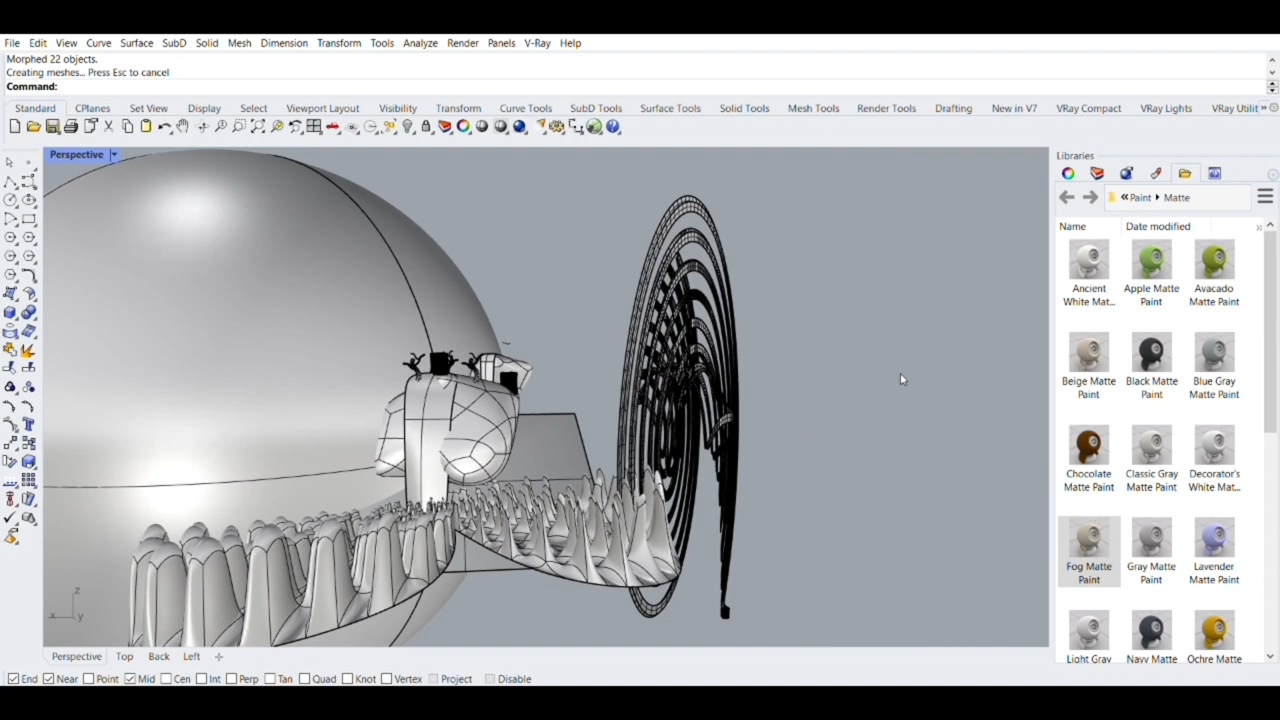 File Edit View Curve Surface SubD Solid Mesh Dimension Transform Tools Analyze Render Panels V-Ray Help
Morphed 22 objects.
Creating meshes... Press Esc to cancel
Command:
Standard CPlanes Set View Display Select Viewport Layout Visibility Transform Curve Tools SubD Tools Surface Tools Solid Tools Mesh Tools Render Tools Drafting New in V7 VRay Compact VRay Lights VRay Utilit »
Perspective
Libraries
« Paint Matte
Name Date modified »
Ancient White Mat...
Apple Matte Paint
Avacado Matte Paint
Beige Matte Paint
Black Matte Paint
Blue Gray Matte Paint
Chocolate Matte Paint
Classic Gray Matte Paint
Decorator's White Mat...
Fog Matte Paint
Gray Matte Paint
Lavender Matte Paint
Light Gray
Navy Matte
Ochre Matte
z
x y
Perspective Top Back Left
End Near Point Mid Cen Int Perp Tan Quad Knot Vertex Project Disable